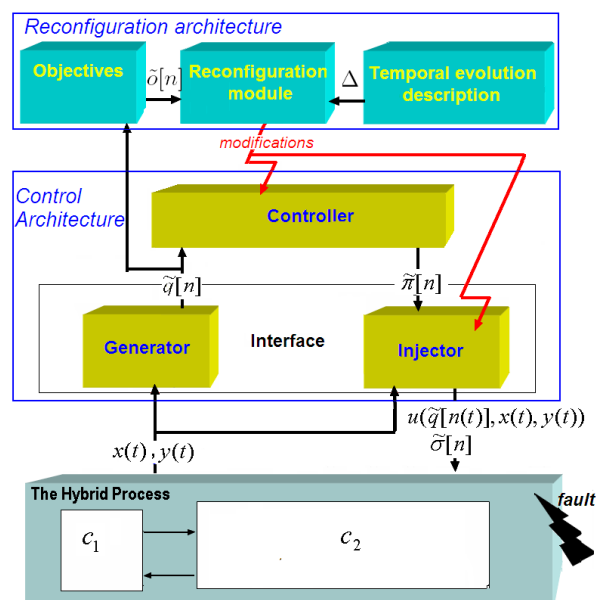 Reconfiguration architecture
Objectives
õ[n]
Reconfiguration
module
Δ
Temporal evolution
description
modifications
Control
Architecture
Controller
q̃[n]
π̃[n]
Generator
Interface
Injector
x(t), y(t)
u(q̃[n(t)], x(t), y(t))
σ̃[n]
The Hybrid Process
fault
c₁
c₂